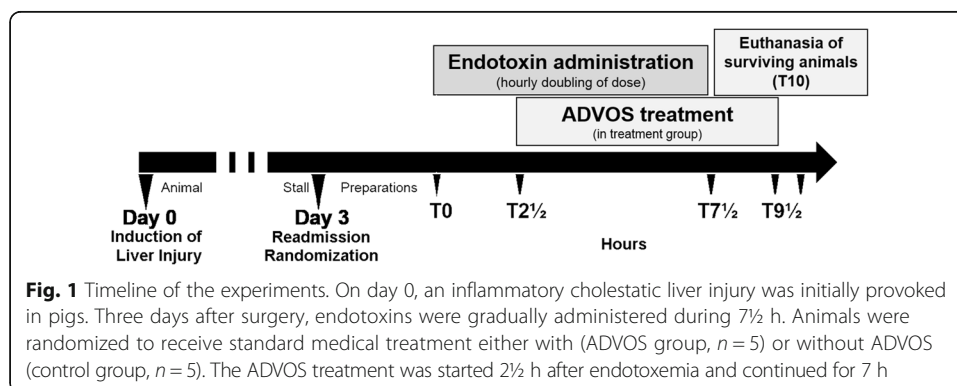 Endotoxin administration
(hourly doubling of dose)
Euthanasia of
surviving animals
(T10)
ADVOS treatment
(in treatment group)
Animal
Stall
Preparations
Day 0
Induction of
Liver Injury
Day 3
Readmission
Randomization
T0
T2½
T7½
T9½
Hours
Fig. 1 Timeline of the experiments. On day 0, an inflammatory cholestatic liver injury was initially provoked
in pigs. Three days after surgery, endotoxins were gradually administered during 7½ h. Animals were
randomized to receive standard medical treatment either with (ADVOS group, n = 5) or without ADVOS
(control group, n = 5). The ADVOS treatment was started 2½ h after endotoxemia and continued for 7 h